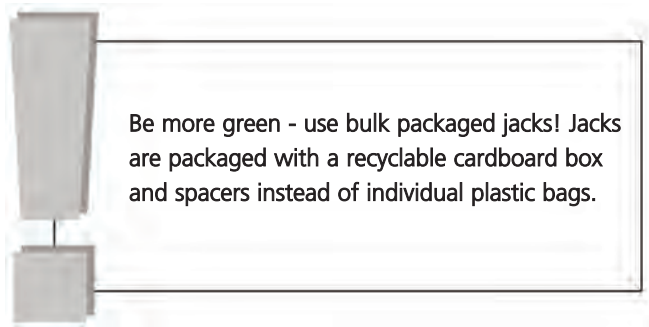 Be more green - use bulk packaged jacks! Jacks
are packaged with a recyclable cardboard box
and spacers instead of individual plastic bags.